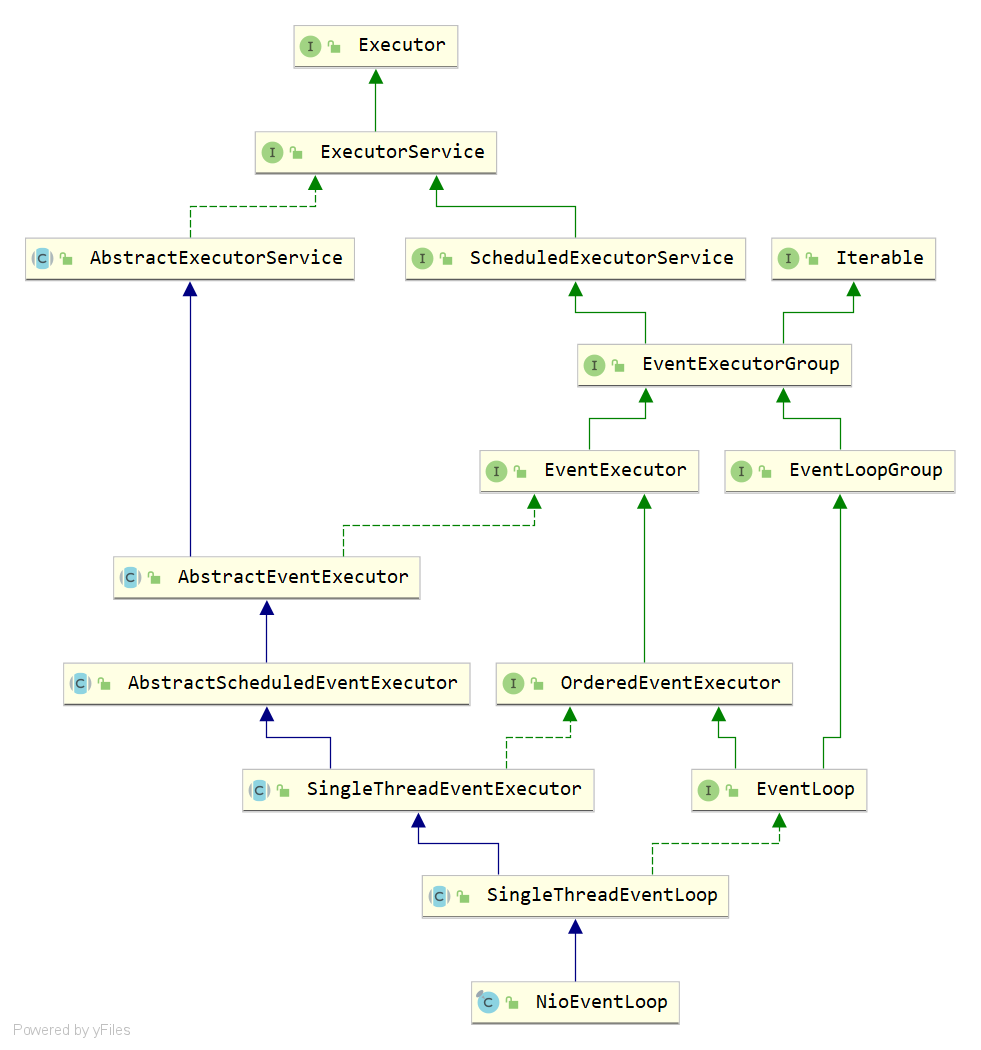 I Executor
I ExecutorService
C AbstractExecutorService
I ScheduledExecutorService
I Iterable
I EventExecutorGroup
I EventExecutor
I EventLoopGroup
C AbstractEventExecutor
C AbstractScheduledEventExecutor
I OrderedEventExecutor
C SingleThreadEventExecutor
I EventLoop
C SingleThreadEventLoop
C NioEventLoop
Powered by yFiles